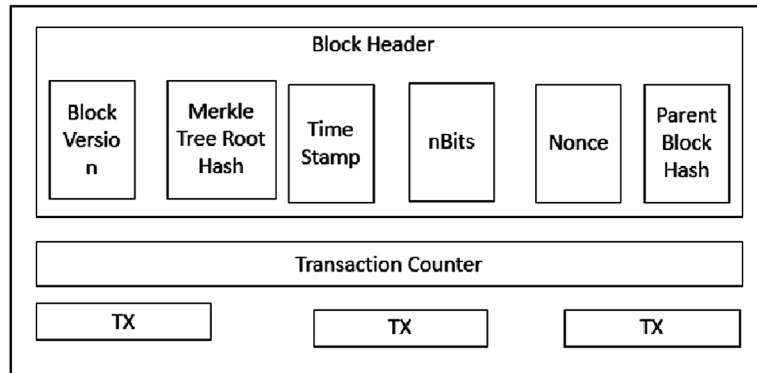 Block Header
Block
Versio
n
Merkle
Tree Root
Hash
Time
Stamp
nBits
Nonce
Parent
Block
Hash
Transaction Counter
TX
TX
TX